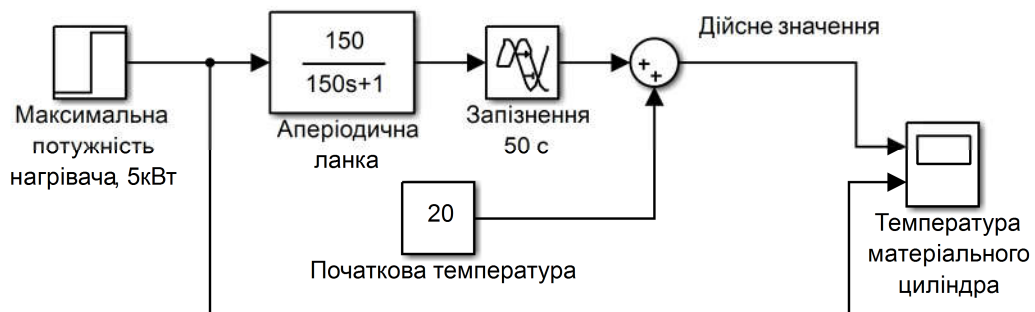 Дійсне значення
150
150s+1
Максимальна
потужність
нагрівача, 5кВт
Аперіодична
ланка
Запізнення
50 с
20
Початкова температура
Температура
матеріального
циліндра